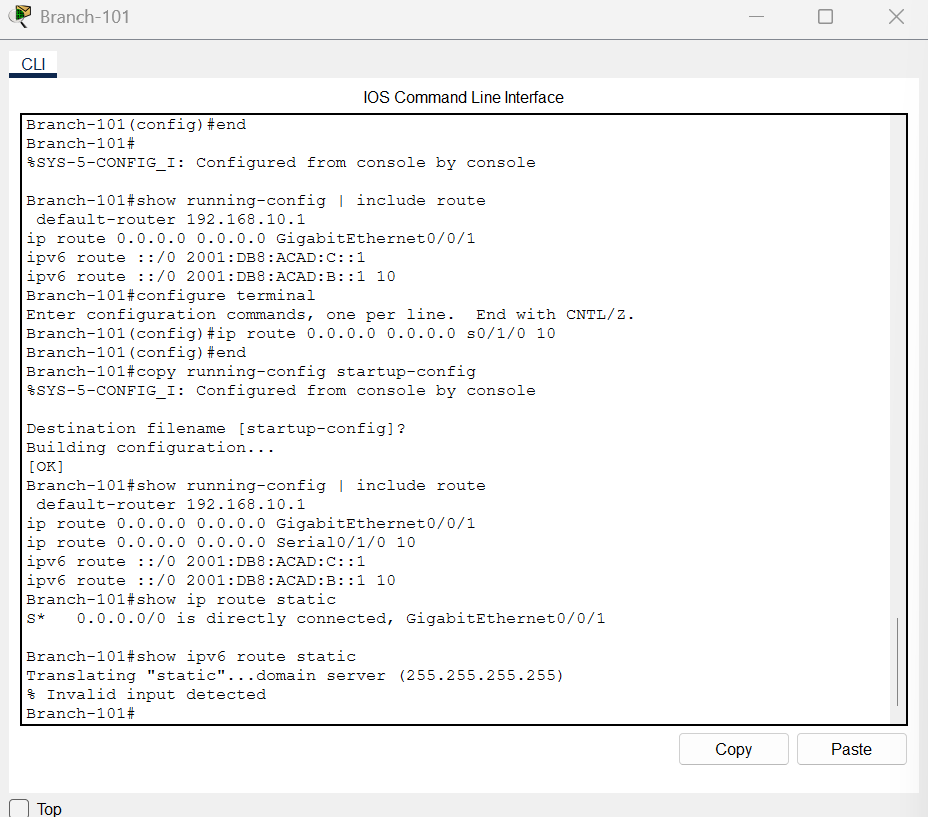 Branch-101
CLI
IOS Command Line Interface
Branch-101(config)#end
Branch-101#
%SYS-5-CONFIG_I: Configured from console by console
Branch-101#show running-config | include route
 default-router 192.168.10.1
ip route 0.0.0.0 0.0.0.0 GigabitEthernet0/0/1
ipv6 route ::/0 2001:DB8:ACAD:C::1
ipv6 route ::/0 2001:DB8:ACAD:B::1 10
Branch-101#configure terminal
Enter configuration commands, one per line.  End with CNTL/Z.
Branch-101(config)#ip route 0.0.0.0 0.0.0.0 s0/1/0 10
Branch-101(config)#end
Branch-101#copy running-config startup-config
%SYS-5-CONFIG_I: Configured from console by console
Destination filename [startup-config]?
Building configuration...
[OK]
Branch-101#show running-config | include route
 default-router 192.168.10.1
ip route 0.0.0.0 0.0.0.0 GigabitEthernet0/0/1
ip route 0.0.0.0 0.0.0.0 Serial0/1/0 10
ipv6 route ::/0 2001:DB8:ACAD:C::1
ipv6 route ::/0 2001:DB8:ACAD:B::1 10
Branch-101#show ip route static
S*   0.0.0.0/0 is directly connected, GigabitEthernet0/0/1
Branch-101#show ipv6 route static
Translating "static"...domain server (255.255.255.255)
% Invalid input detected
Branch-101#
Copy
Paste
Top